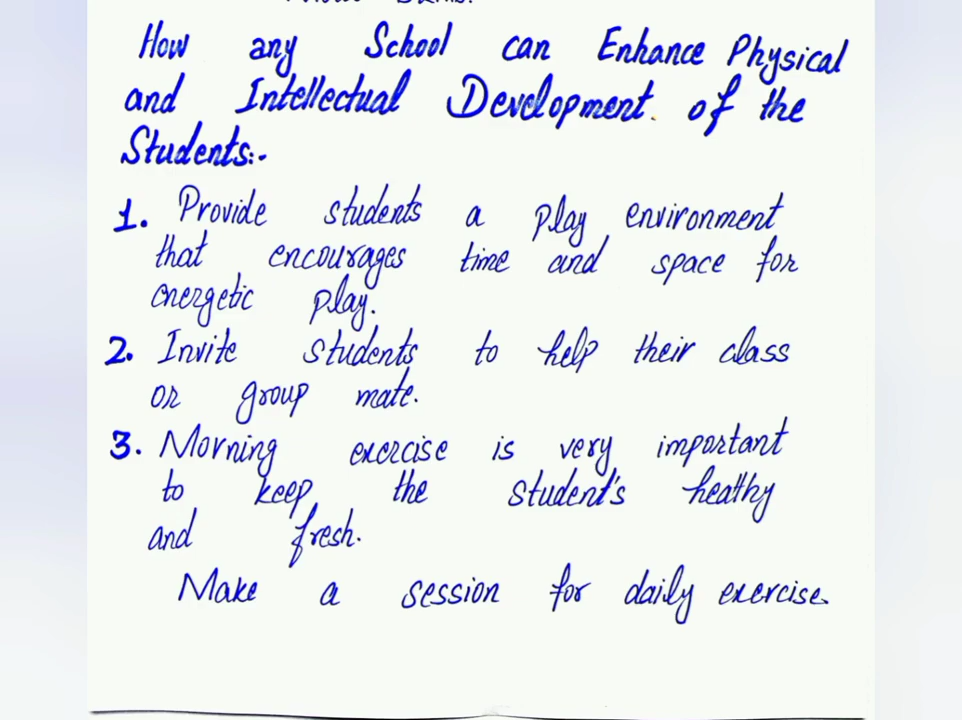 How any School can Enhance Physical
and Intellectual Development. of the
Students:-
1. Provide students a play environment
that encourages time and space for
energetic play.
2. Invite students to help their class
or group mate.
3. Morning exercise is very important
to keep the student's heathy
and fresh.
Make a session for daily exercise.